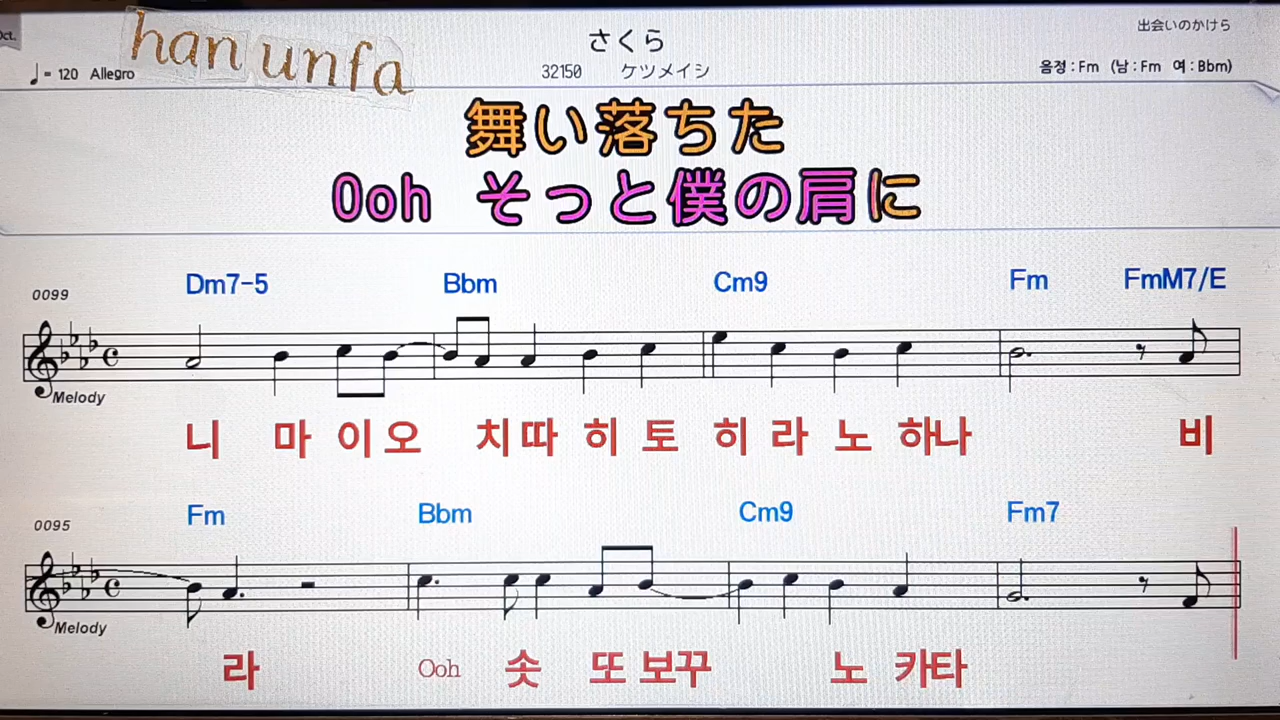 Oct.
han unfa
さくら
出会いのかけら
♩= 120 Allegro
32150 ケツメイシ
음정 : Fm (남 : Fm 여 : Bbm)
舞い落ちた
Ooh そっと僕の肩に
Dm7-5 Bbm Cm9 Fm FmM7/E
0099
Melody
니 마 이 오 치 따 히 토 히 라 노 하나 비
Fm Bbm Cm9 Fm7
0095
Melody
라 Ooh 솟 또 보꾸 노 카타